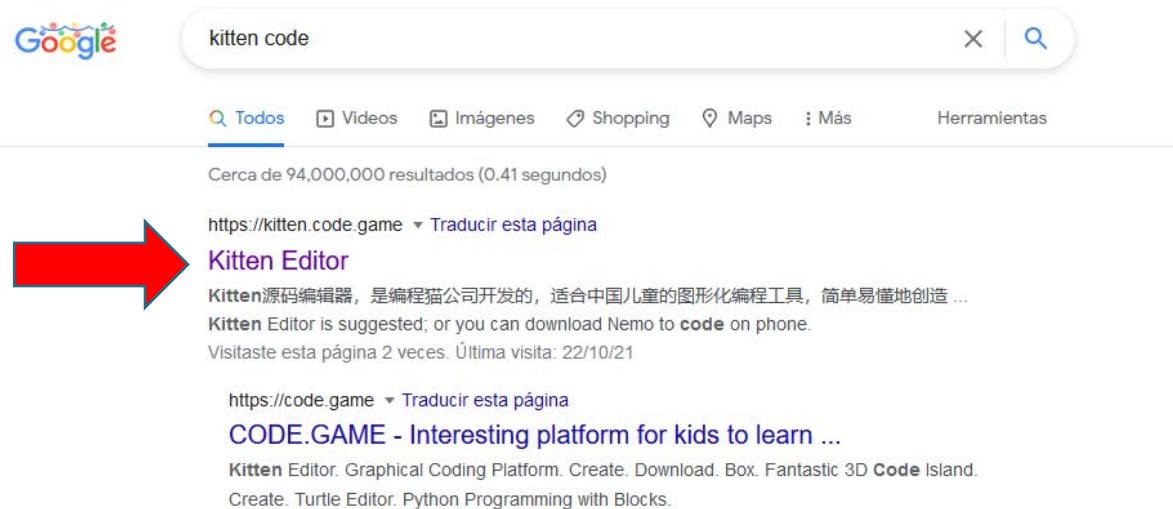 Google
kitten code
Todos Videos Imágenes Shopping Maps Más Herramientas
Cerca de 94,000,000 resultados (0.41 segundos)
https://kitten.code.game Traducir esta página
Kitten Editor
Kitten源码编辑器，是编程猫公司开发的，适合中国儿童的图形化编程工具，简单易懂地创造 ...
Kitten Editor is suggested; or you can download Nemo to code on phone.
Visitaste esta página 2 veces. Última visita: 22/10/21
https://code.game Traducir esta página
CODE.GAME - Interesting platform for kids to learn ...
Kitten Editor. Graphical Coding Platform. Create. Download. Box. Fantastic 3D Code Island.
Create. Turtle Editor. Python Programming with Blocks.